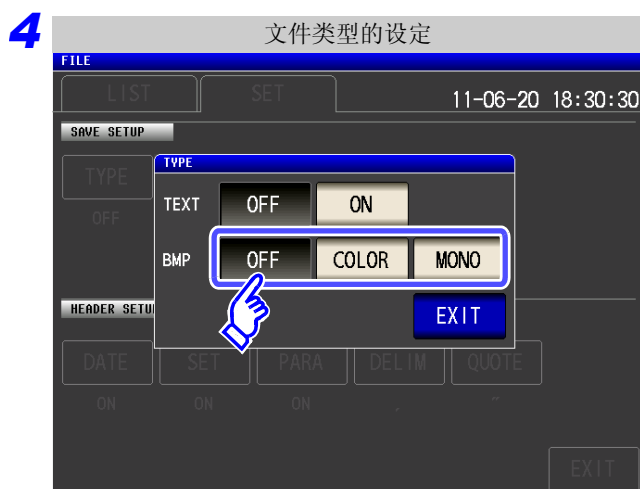 4
文件类型的设定
FILE
LIST SET 11-06-20 18:30:30
SAVE SETUP
TYPE
OFF
TYPE
TEXT OFF ON
BMP OFF COLOR MONO
EXIT
HEADER SETU
DATE SET PARA DELIM QUOTE
ON ON ON , ″
EXIT